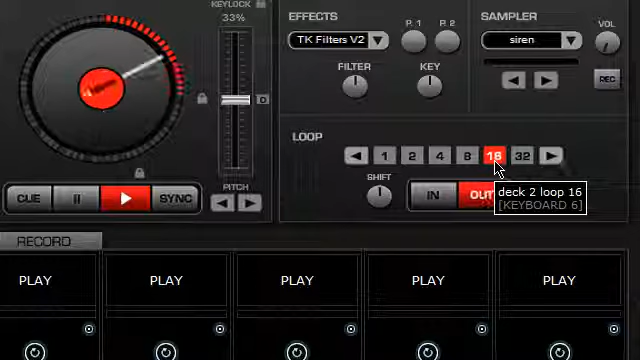 KEYLOCK
33%
EFFECTS
P. 1
P. 2
SAMPLER
TK Filters V2
siren
VOL
FILTER
KEY
REC
LOOP
1 2 4 8 16 32
SHIFT
CUE
SYNC
PITCH
IN
OUT
deck 2 loop 16
[KEYBOARD 6]
RECORD
PLAY
PLAY
PLAY
PLAY
PLAY